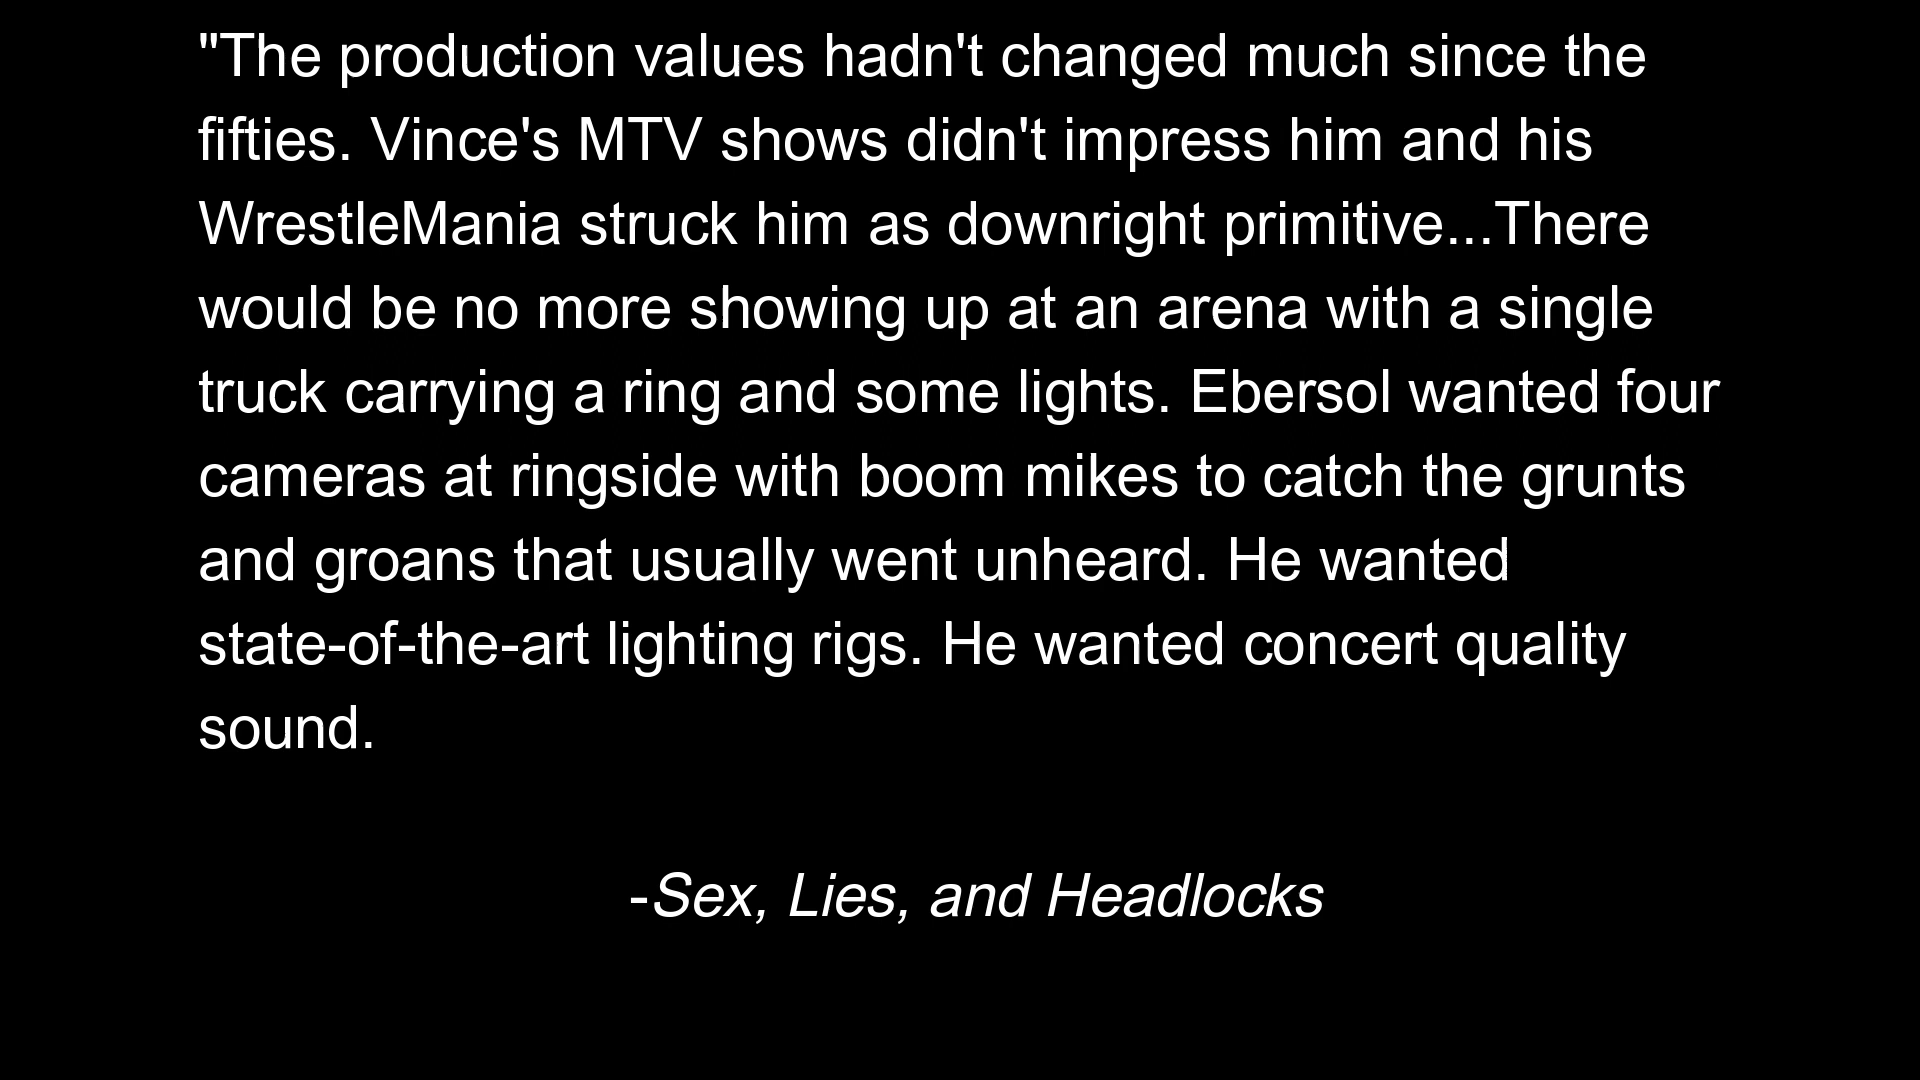 "The production values hadn't changed much since the
fifties. Vince's MTV shows didn't impress him and his
WrestleMania struck him as downright primitive...There
would be no more showing up at an arena with a single
truck carrying a ring and some lights. Ebersol wanted four
cameras at ringside with boom mikes to catch the grunts
and groans that usually went unheard. He wanted
state-of-the-art lighting rigs. He wanted concert quality
sound.
-Sex, Lies, and Headlocks